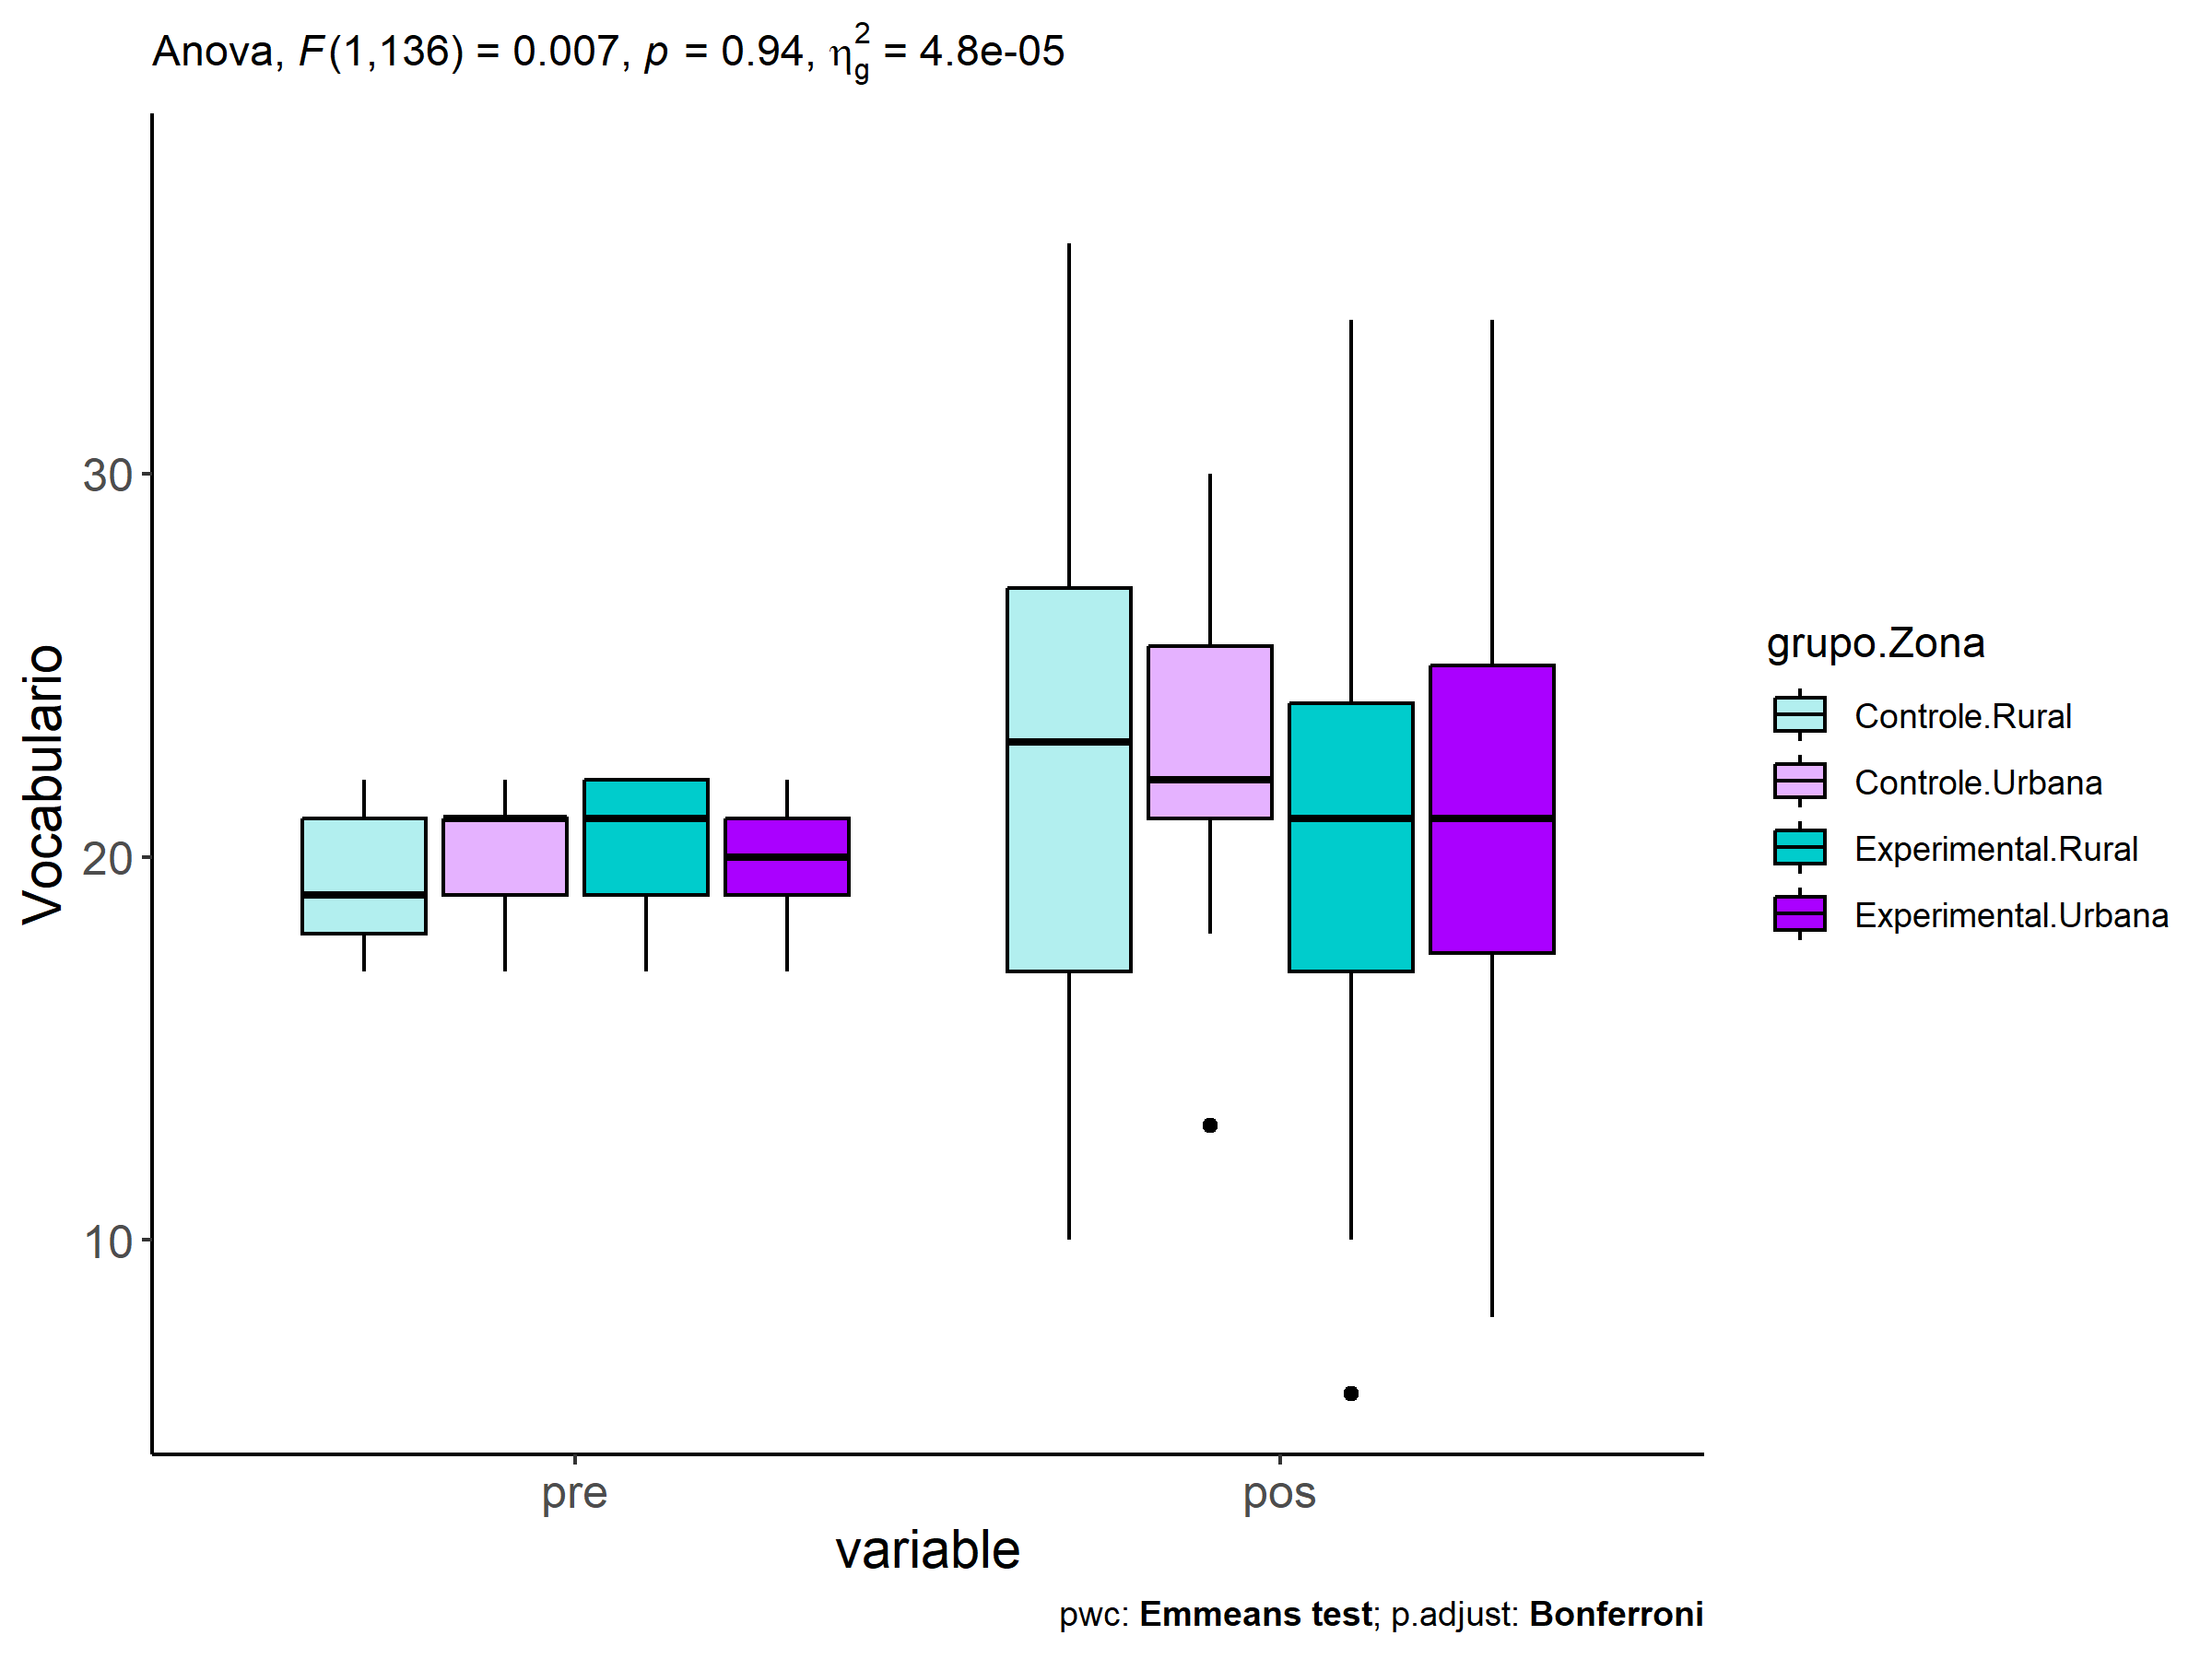 Anova, F(1,136) = 0.007, p = 0.94, η²g = 4.8e-05
Vocabulario
30
20
10
pre
pos
variable
grupo.Zona
Controle.Rural
Controle.Urbana
Experimental.Rural
Experimental.Urbana
pwc: Emmeans test; p.adjust: Bonferroni